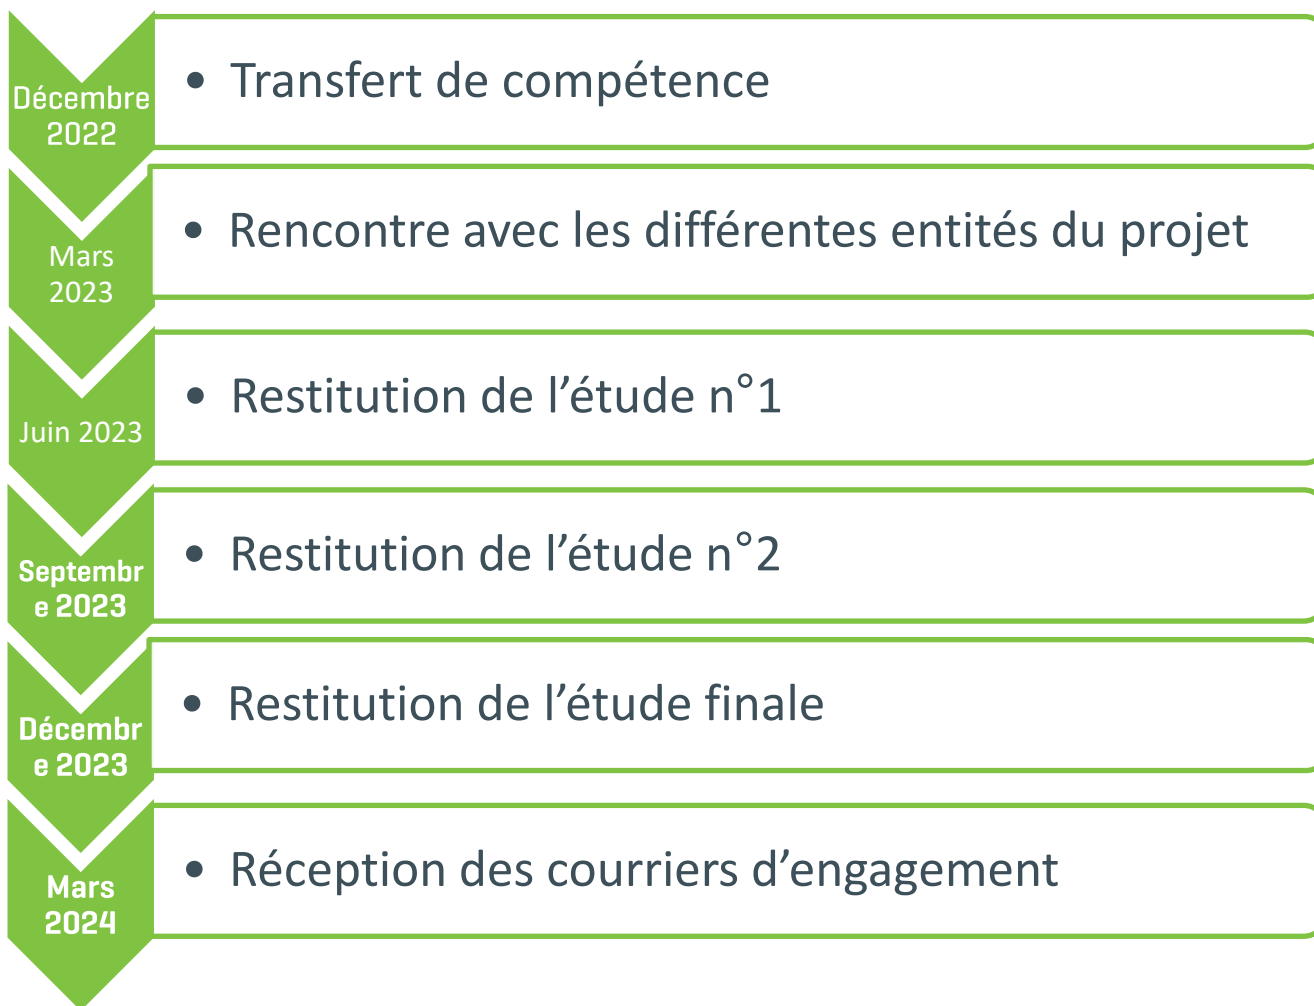 Décembre
2022
• Transfert de compétence
Mars
2023
• Rencontre avec les différentes entités du projet
Juin 2023
• Restitution de l’étude n°1
Septembr
e 2023
• Restitution de l’étude n°2
Décembr
e 2023
• Restitution de l’étude finale
Mars
2024
• Réception des courriers d’engagement